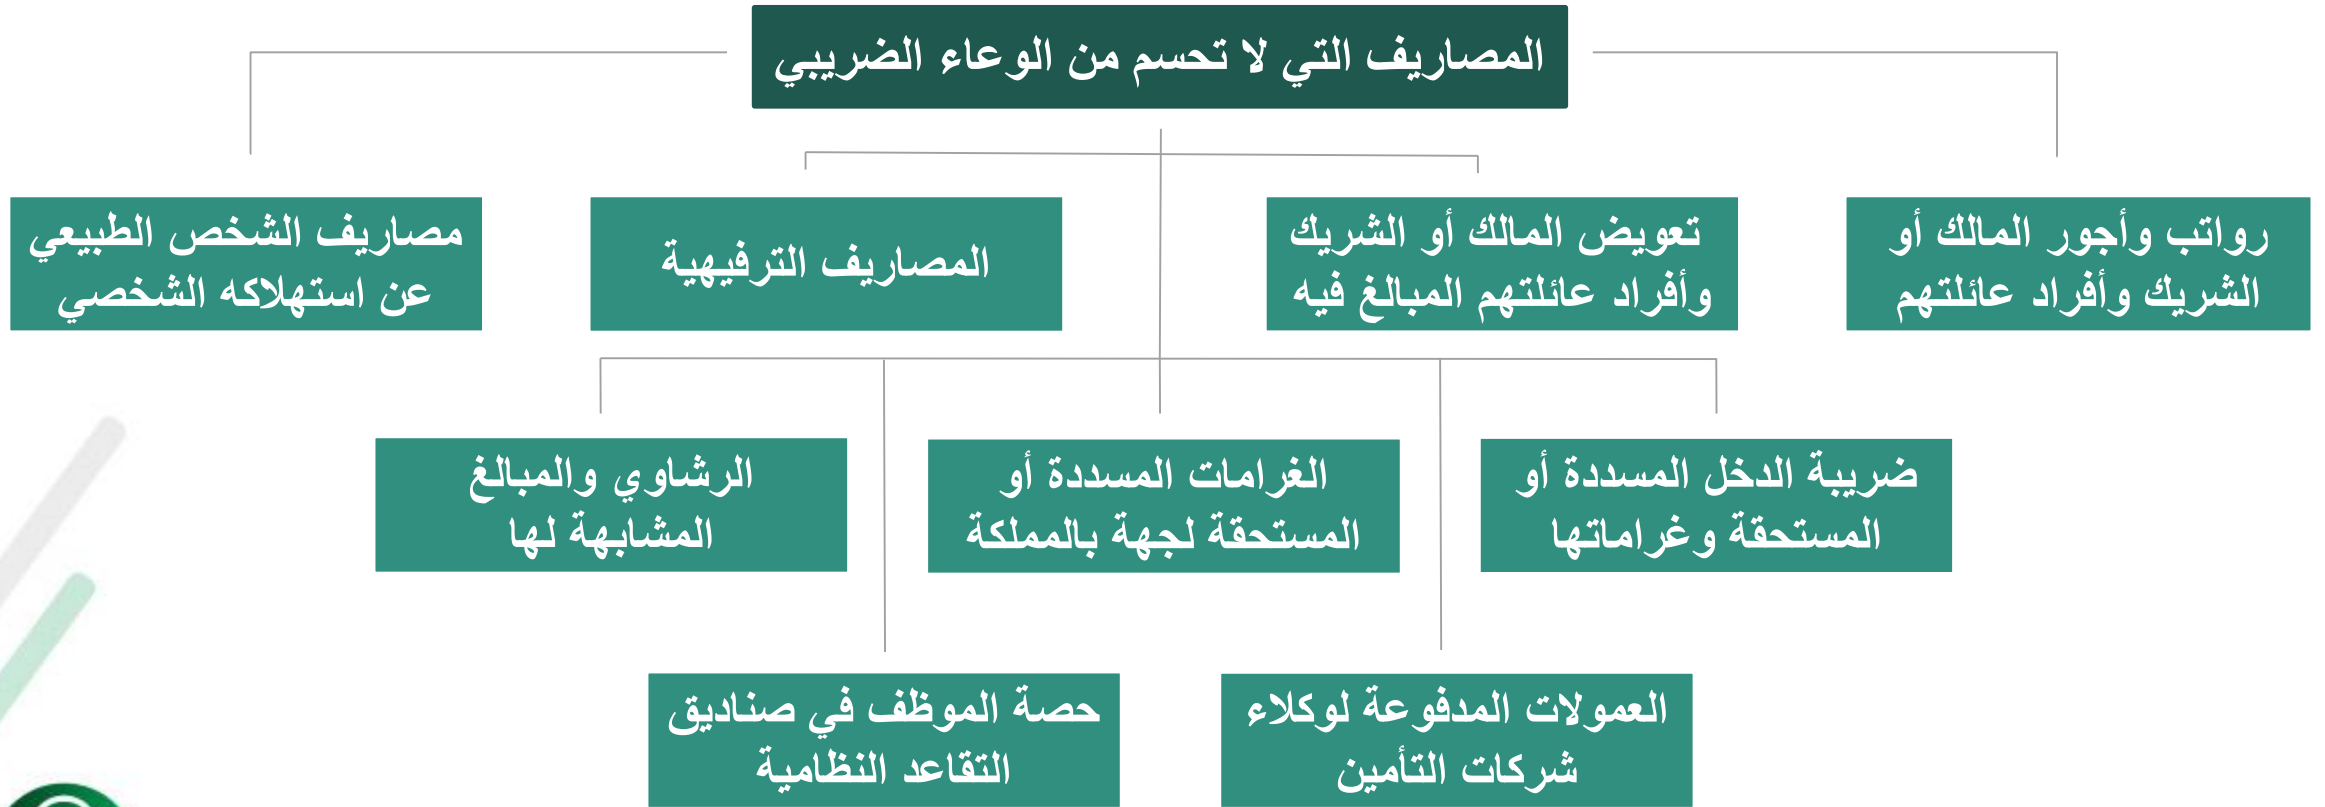 المصاريف التي لا تحسم من الوعاء الضريبي
رواتب وأجور المالك أو
الشريك وأفراد عائلتهم
تعويض المالك أو الشريك
وأفراد عائلتهم المبالغ فيه
المصاريف الترفيهية
مصاريف الشخص الطبيعي
عن استهلاكه الشخصي
ضريبة الدخل المسددة أو
المستحقة وغراماتها
الغرامات المسددة أو
المستحقة لجهة بالمملكة
الرشاوي والمبالغ
المشابهة لها
العمولات المدفوعة لوكلاء
شركات التأمين
حصة الموظف في صناديق
التقاعد النظامية